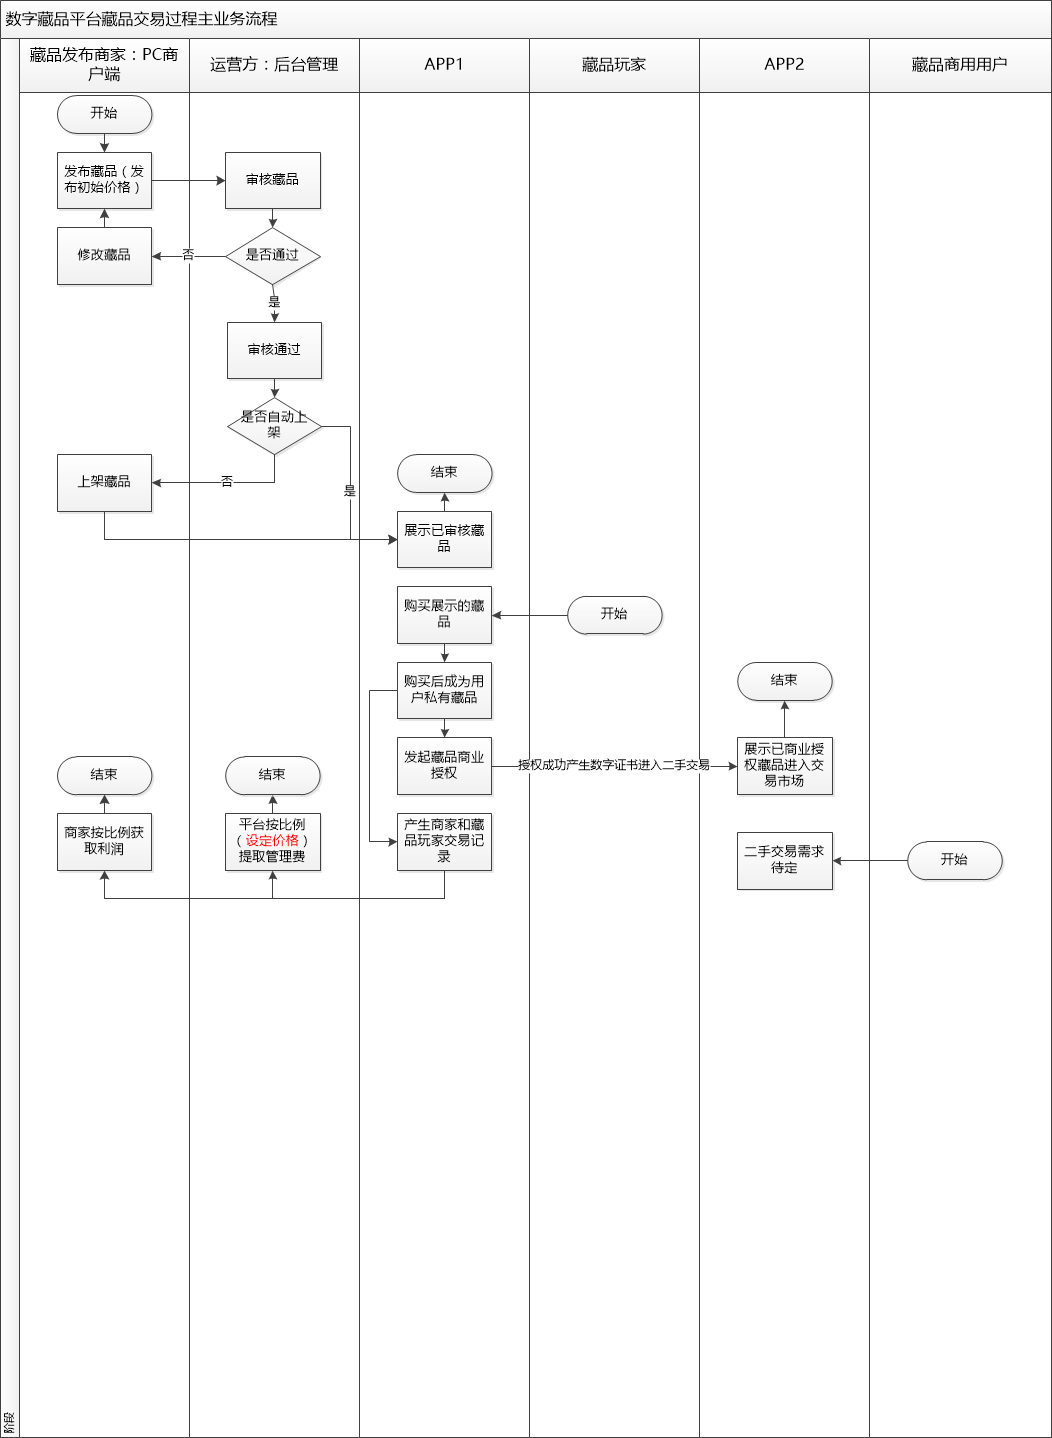 数字藏品平台藏品交易过程主业务流程
藏品发布商家：PC商
户端
运营方：后台管理
APP1
藏品玩家
APP2
藏品商用用户
开始
发布藏品（发
布初始价格）
审核藏品
修改藏品
否
是否通过
是
审核通过
是否自动上
架
上架藏品
否
是
结束
展示已审核藏
品
购买展示的藏
品
开始
购买后成为用
户私有藏品
结束
发起藏品商业
授权
授权成功产生数字证书进入二手交易
展示已商业授
权藏品进入交
易市场
结束
结束
商家按比例获
取利润
平台按比例
（设定价格）
提取管理费
产生商家和藏
品玩家交易记
录
二手交易需求
待定
开始
阶段